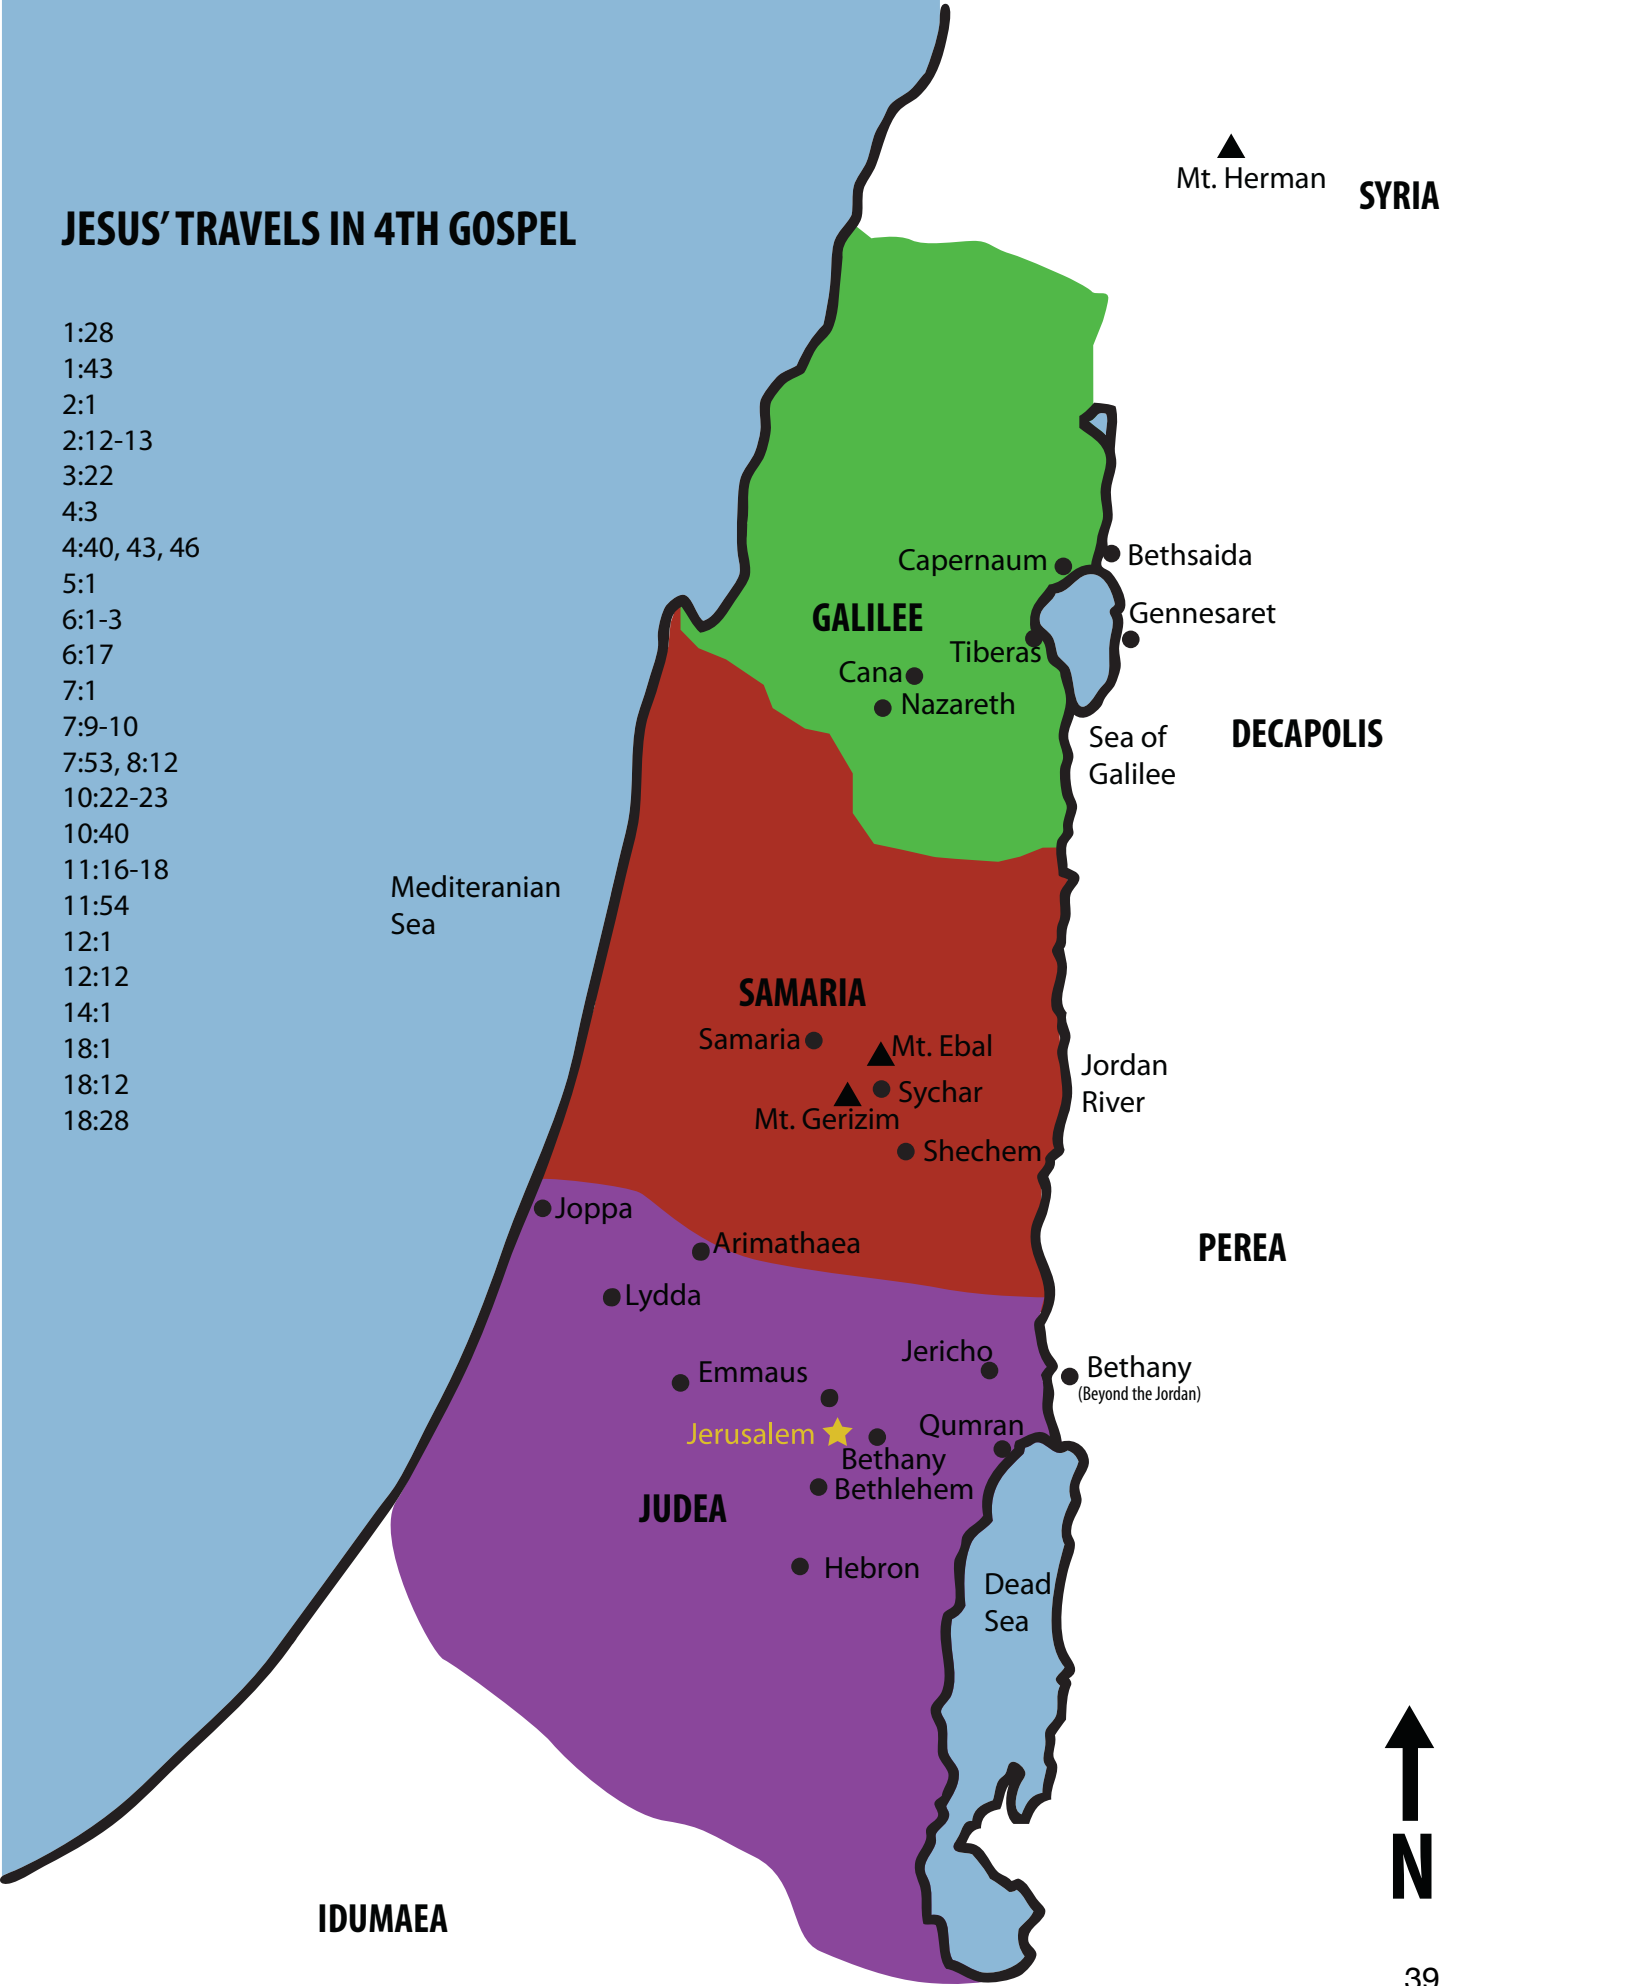 JESUS’ TRAVELS IN 4TH GOSPEL
1:28
1:43
2:1
2:12-13
3:22
4:3
4:40, 43, 46
5:1
6:1-3
6:17
7:1
7:9-10
7:53, 8:12
10:22-23
10:40
11:16-18
11:54
12:1
12:12
14:1
18:1
18:12
18:28
Mediteranian
Sea
Mt. Herman
SYRIA
Capernaum
Bethsaida
GALILEE
Gennesaret
Tiberas
Cana
Nazareth
Sea of
Galilee
DECAPOLIS
SAMARIA
Samaria
Mt. Ebal
Sychar
Mt. Gerizim
Shechem
Jordan
River
Joppa
Arimathaea
PEREA
Lydda
Jericho
Emmaus
Bethany
(Beyond the Jordan)
Jerusalem
Qumran
Bethany
Bethlehem
JUDEA
Hebron
Dead
Sea
N
IDUMAEA
39